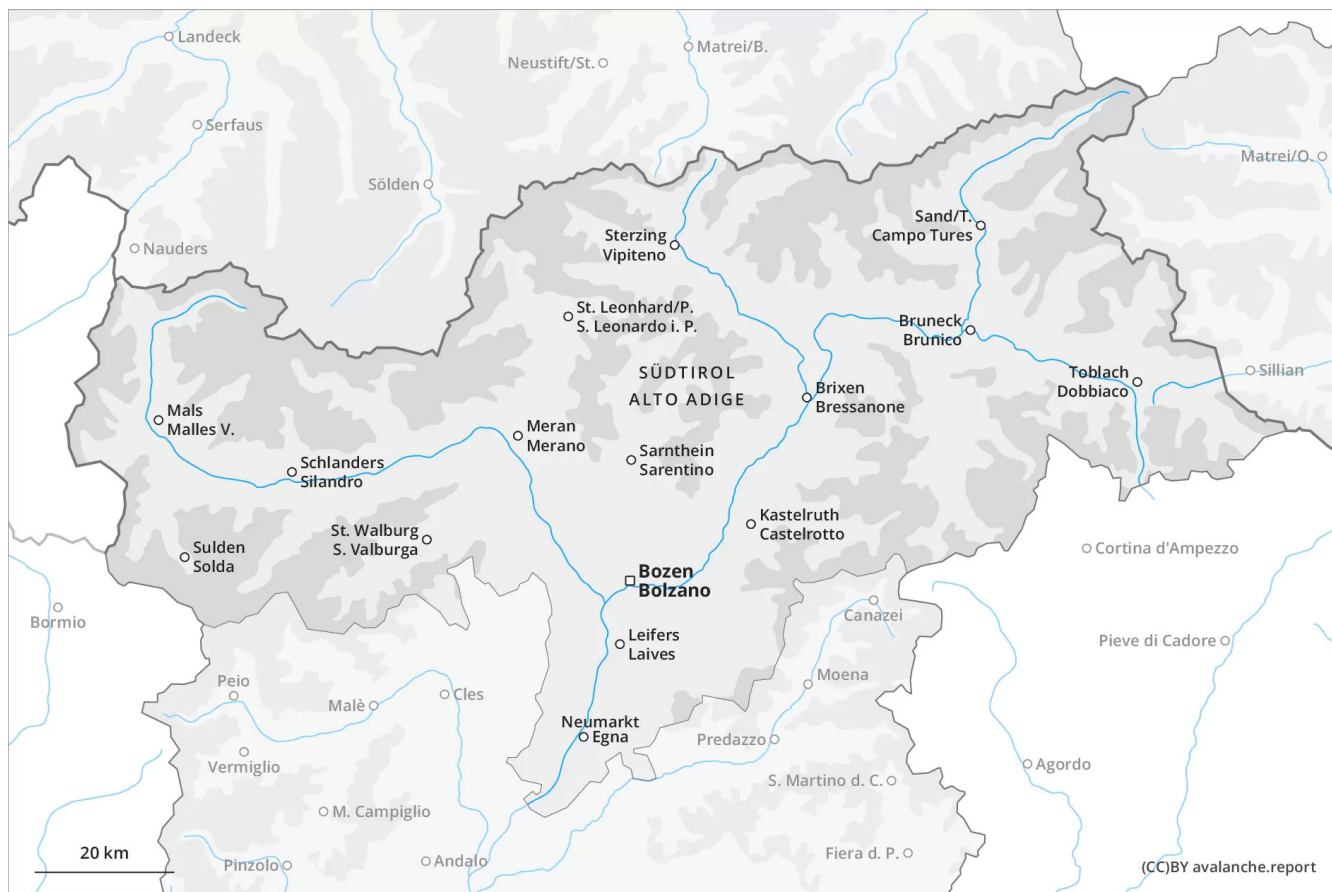 Landeck
Matrei/B.
Neustift/St.
Serfaus
Matrei/O.
Sölden
Sand/T.
Campo Tures
Sterzing
Vipiteno
Nauders
St. Leonhard/P.
S. Leonardo i. P.
Bruneck
Brunico
SÜDTIROL
ALTO ADIGE
Toblach
Dobbiaco
Sillian
Brixen
Bressanone
Mals
Malles V.
Meran
Merano
Sarnthein
Sarentino
Schlanders
Silandro
Kastelruth
Castelrotto
St. Walburg
S. Valburga
Sulden
Solda
Cortina d'Ampezzo
Bozen
Bolzano
Bormio
Canazei
Leifers
Laives
Pieve di Cadore
Peio
Moena
Malè
Cles
Neumarkt
Egna
Predazzo
Vermiglio
Agordo
S. Martino d. C.
M. Campiglio
20 km
Pinzolo
Andalo
Fiera d. P.
(CC)BY avalanche.report